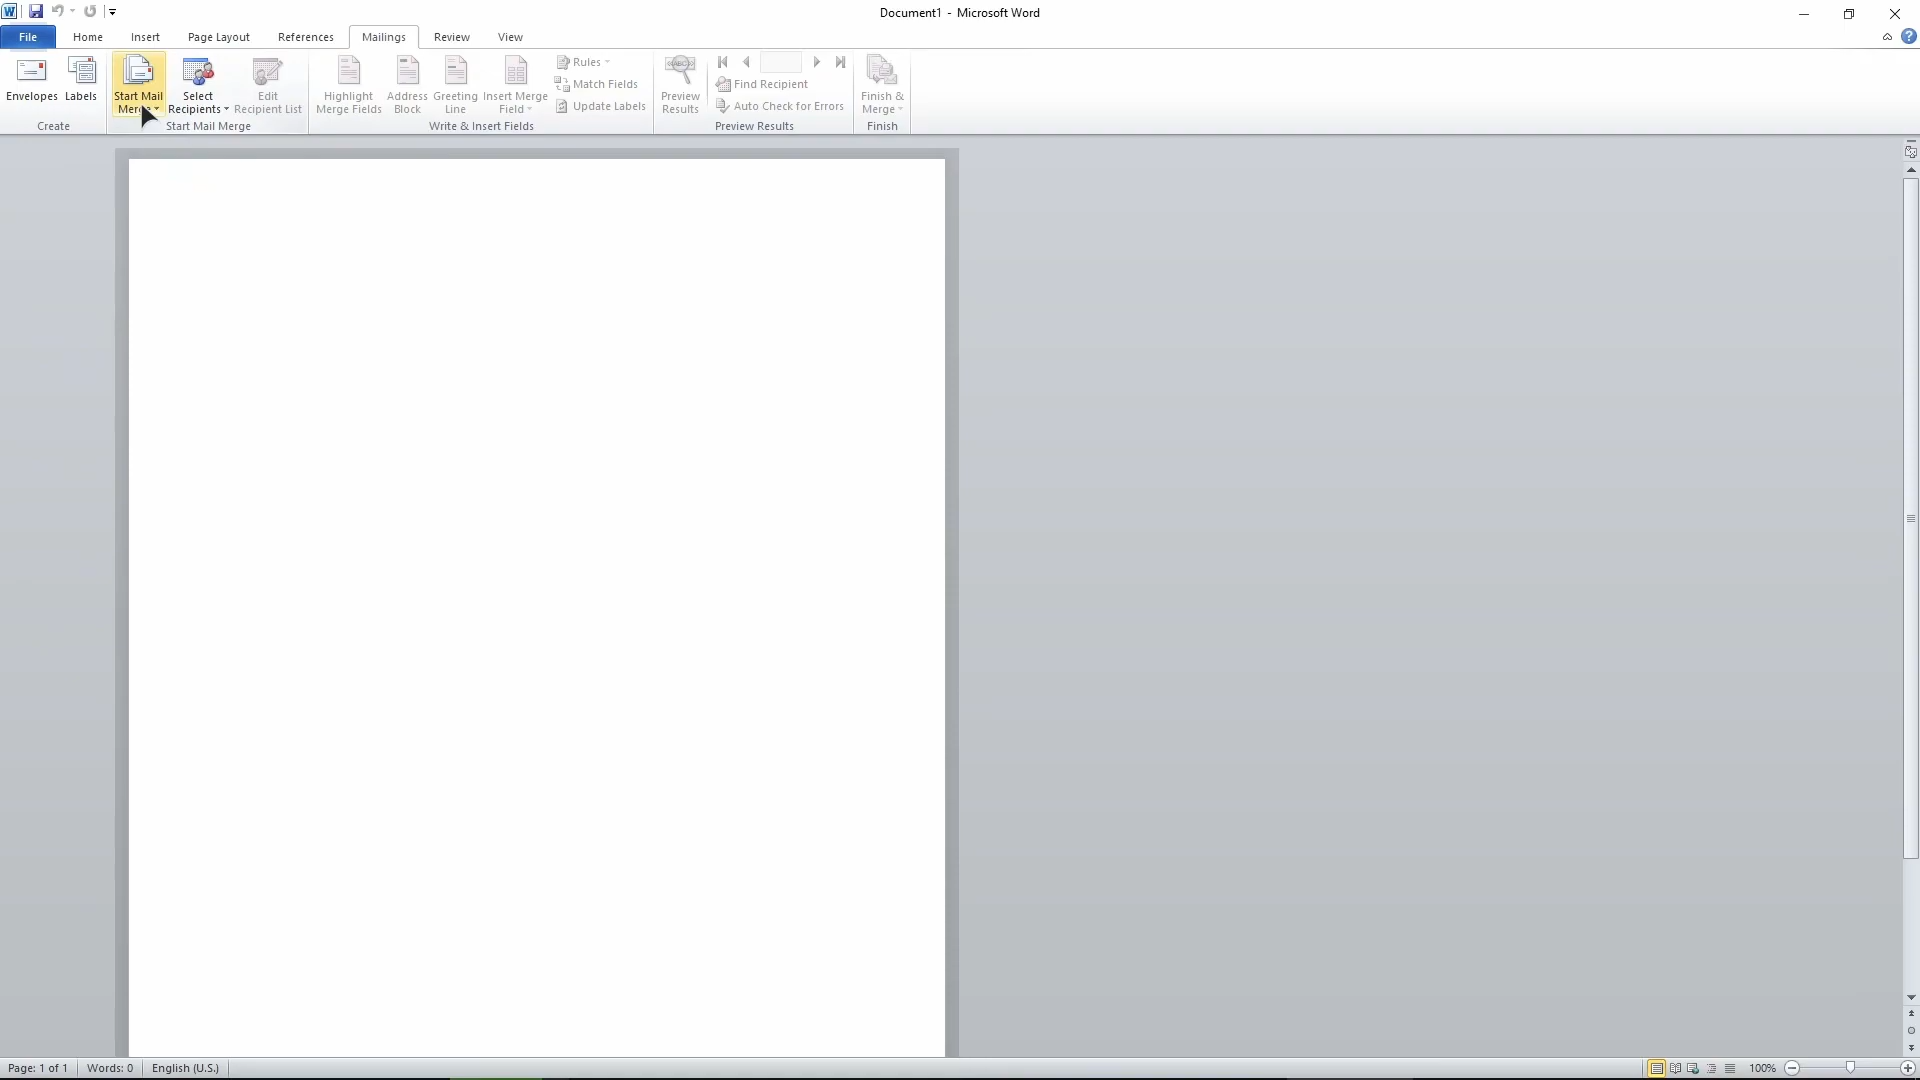 Document1 - Microsoft Word
File Home Insert Page Layout References Mailings Review View
Envelopes
Labels
Start Mail
Merge
Select
Recipients
Edit
Recipient List
Highlight
Merge Fields
Address
Block
Greeting
Line
Insert Merge
Field
Rules
Match Fields
Update Labels
Preview
Results
Find Recipient
Auto Check for Errors
Finish &
Merge
Create
Start Mail Merge
Write & Insert Fields
Preview Results
Finish
Page: 1 of 1 Words: 0 English (U.S.) 100%